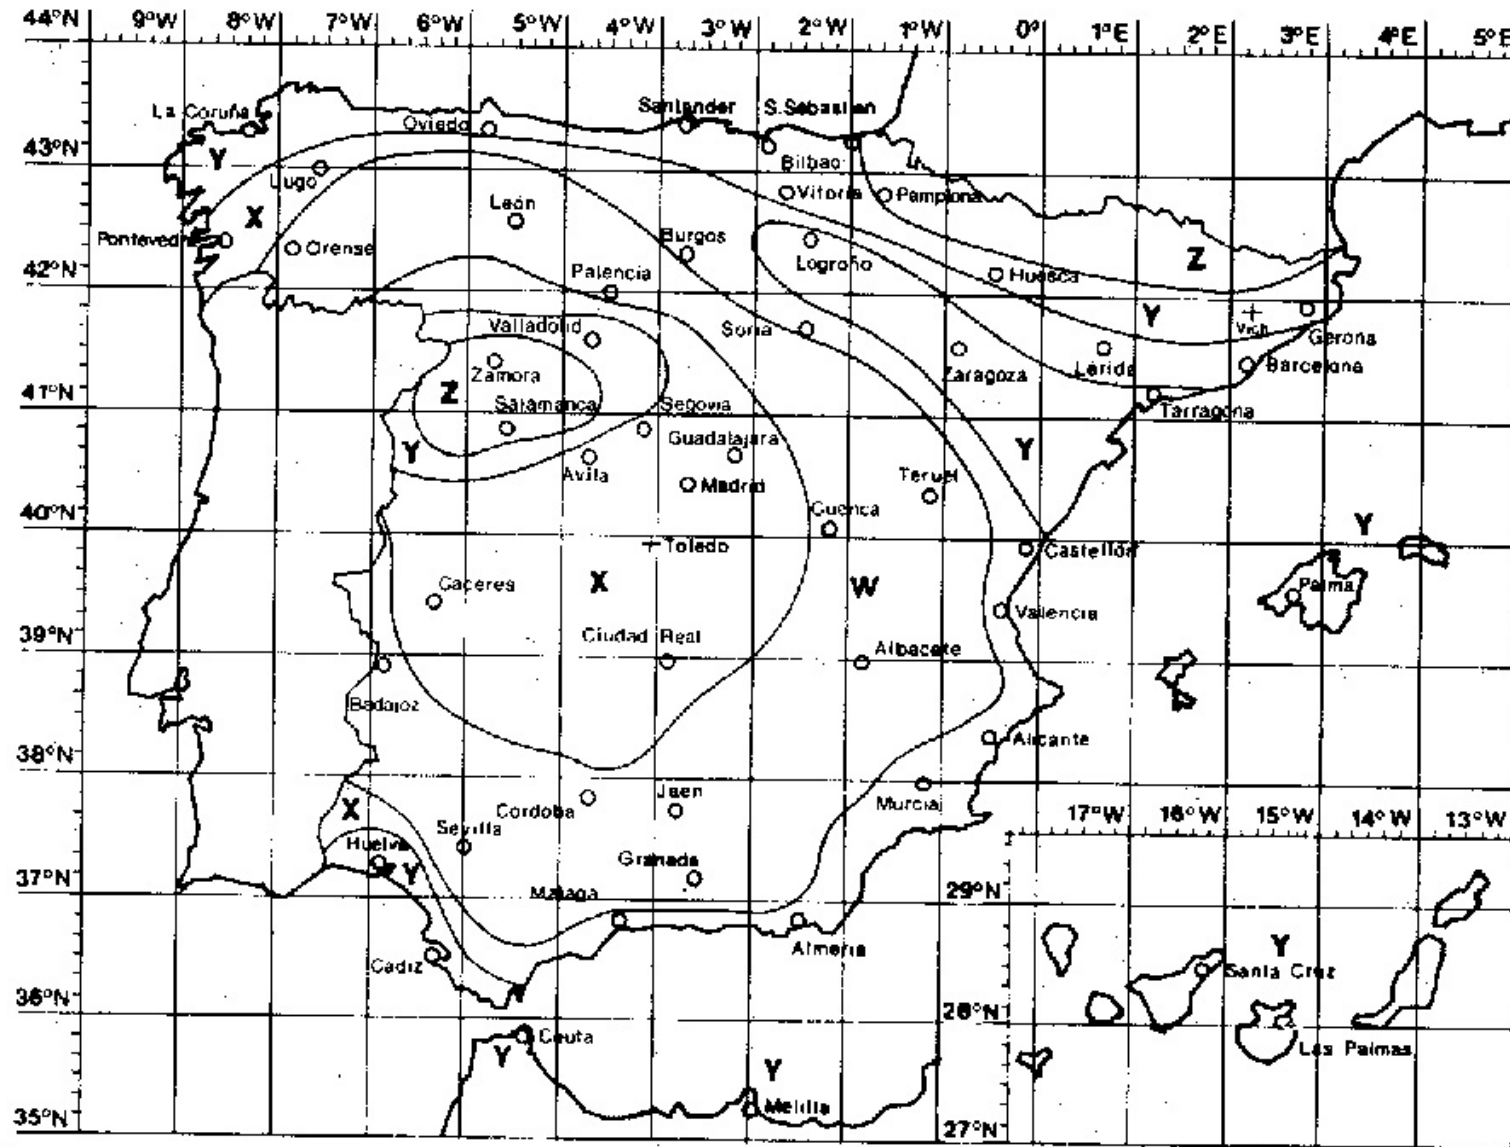 44°N 9°W 8°W 7°W 6°W 5°W 4°W 3°W 2°W 1°W 0° 1°E 2°E 3°E 4°E 5°E
La Coruña Santander S.Sebastian
Oviedo
43°N Y Bilbao
Lugo Vitoria Pamplona
León
X
Pontevedra Orense Burgos
Logroño Z
42°N Palencia Huesca
Valladolid Soria Y Vich Gerona
Zamora Zaragoza Lérida Barcelona
41°N Z Salamanca Segovia Tarragona
Y Guadalajara Y
Avila Madrid Teruel
40°N Cuenca Y
Toledo Castellón
Caceres X W Palma
Valencia
39°N Ciudad Real Albacete
Badajoz
38°N Alicante
X Cordoba Jaen Murcia
17°W 16°W 15°W 14°W 13°W
Sevilla
Huelva Y Granada
37°N Malaga 29°N
Almeria Y
Cadiz Santa Cruz
36°N 28°N
Ceuta Las Palmas
Y Y
Melilla
35°N 27°N